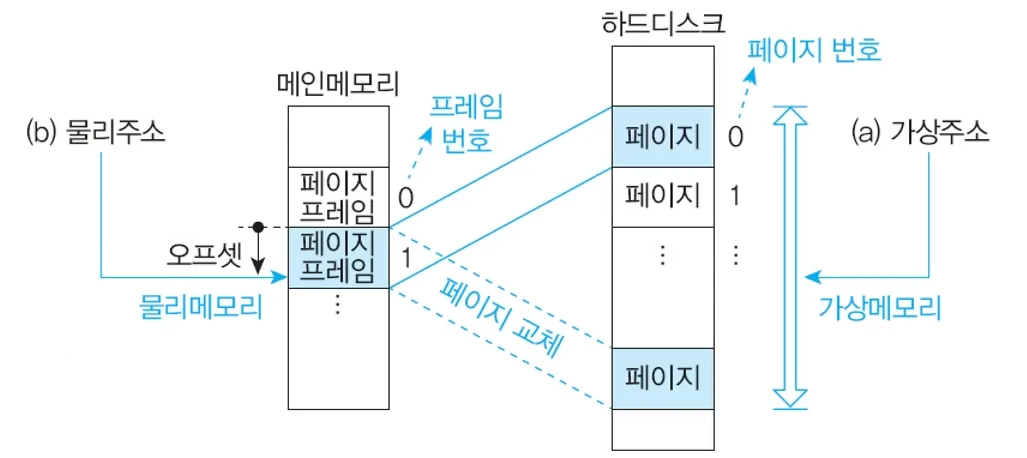 하드디스크
페이지 번호
메인메모리
프레임
번호
(b) 물리주소
페이지
0
(a) 가상주소
페이지
프레임
0
페이지
1
오프셋
페이지
프레임
1
⋮
⋮
물리메모리
⋮
페이지 교체
가상메모리
페이지